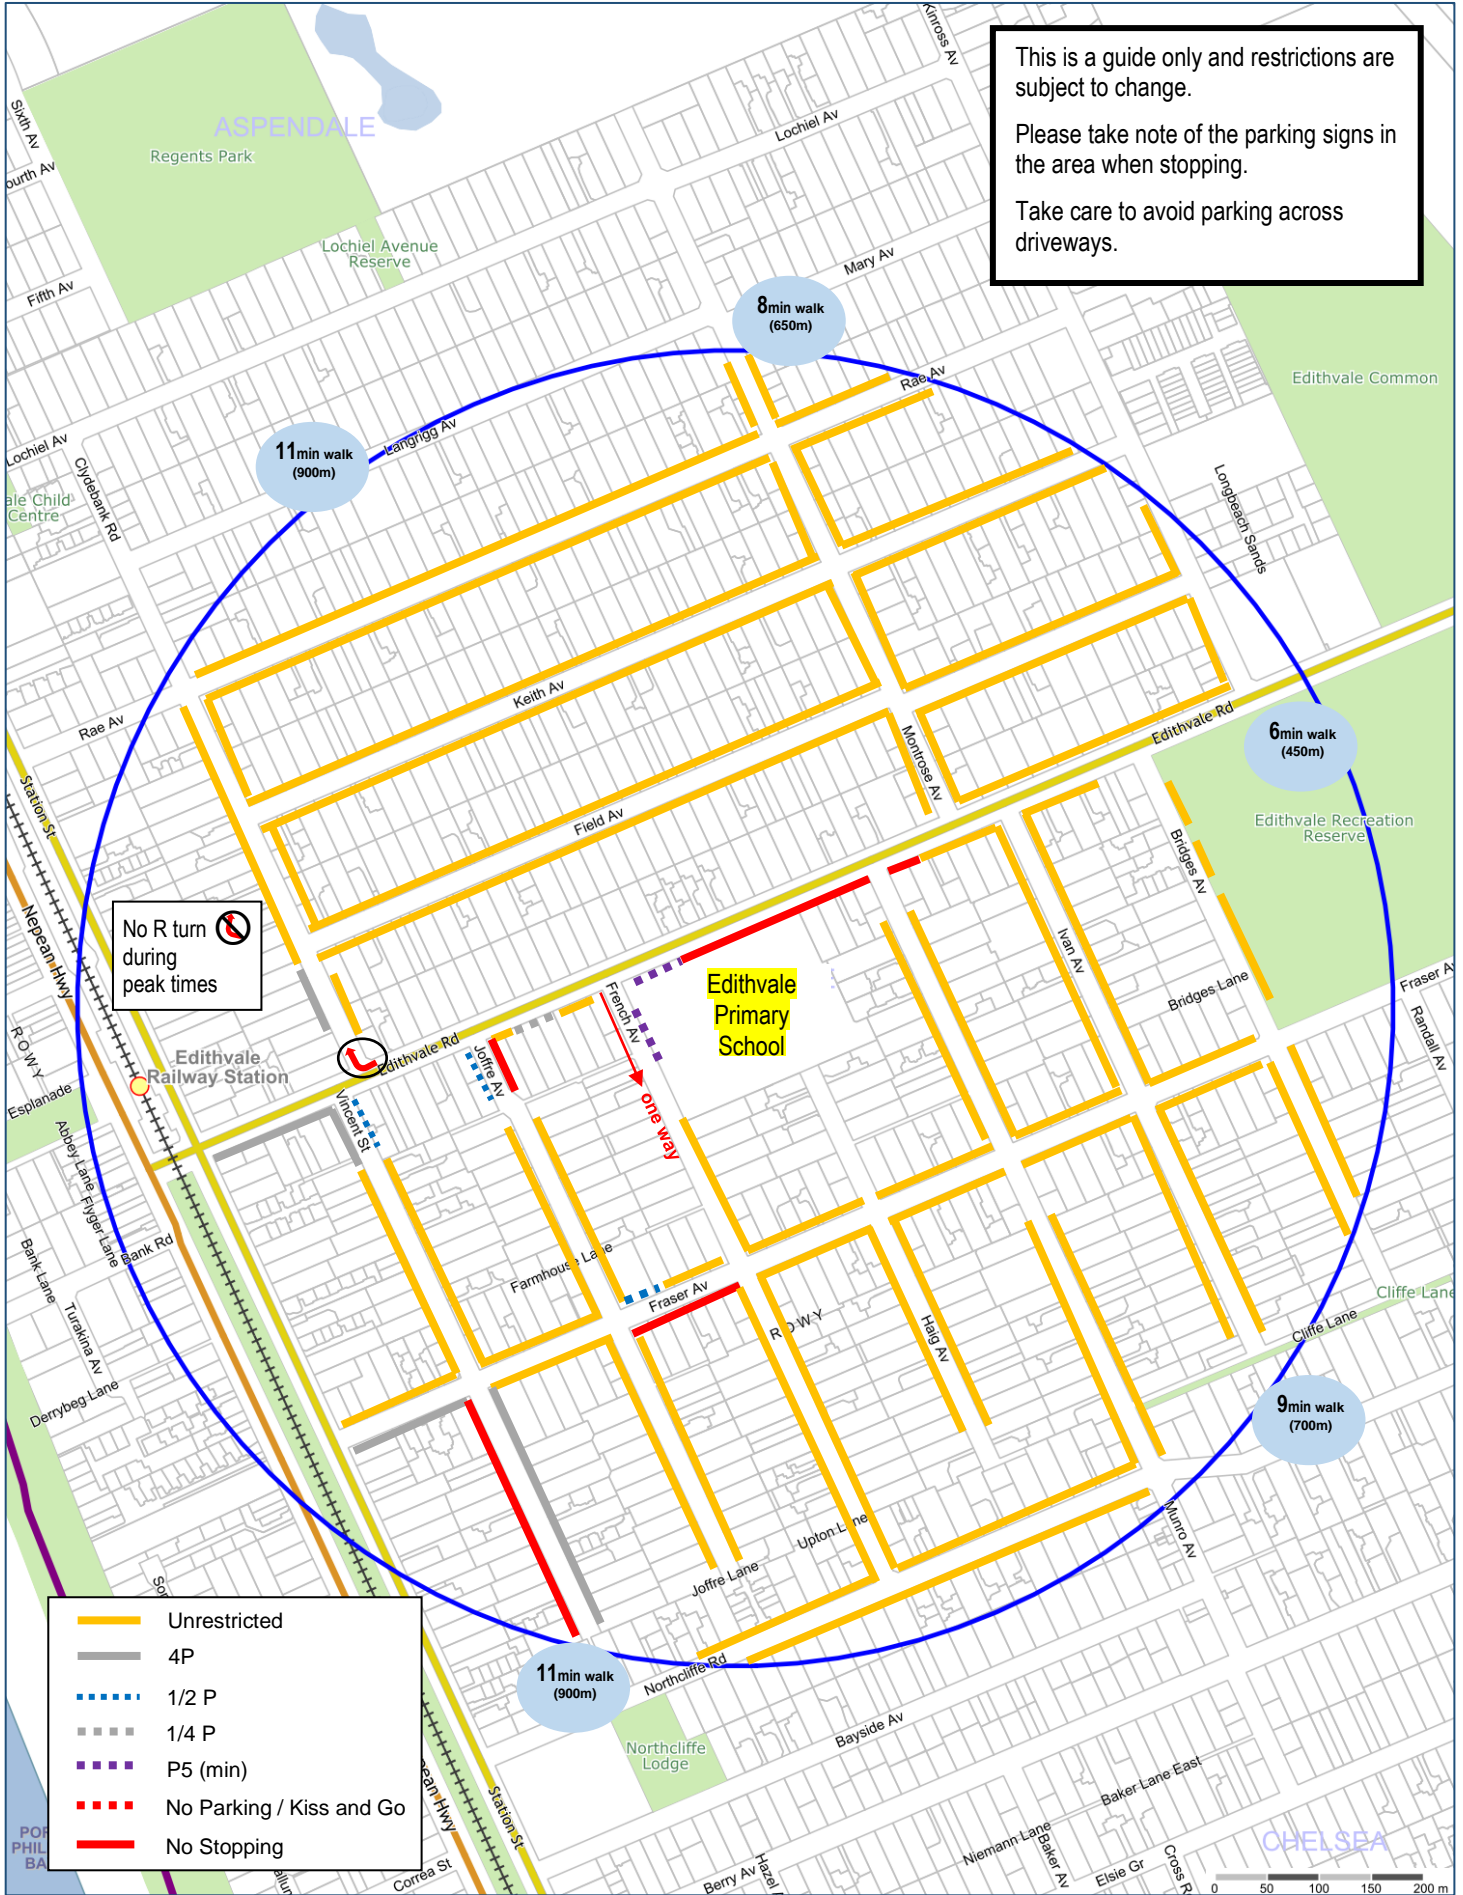 This is a guide only and restrictions are
subject to change.
Please take note of the parking signs in
the area when stopping.
Take care to avoid parking across
driveways.
Kinross Av
Sixth Av
ASPENDALE
Regents Park
Lochiel Av
Lochiel Avenue
Reserve
Mary Av
Fifth Av
8min walk
(650m)
Rae Av
Edithvale Common
Langrigg Av
11min walk
(900m)
Lochiel Av
Clydebank Rd
Centre
Longbeach Sands
Keith Av
Rae Av
Montrose Av
Edithvale Rd
6min walk
(450m)
Station St
Field Av
Edithvale Recreation
Reserve
Bridges Av
Nepean Hwy
No R turn
during
peak times
Ivan Av
Edithvale
Primary
School
French Av
Bridges Lane
Fraser Av
Randall Av
R O W Y
Edithvale
Railway Station
Edithvale Rd
Joffre Av
Esplanade
Vincent St
one way
Abbey Lane
Flyger Lane
Bank Rd
Bank Lane
Farmhouse Lane
Fraser Av
R O W Y
Haig Av
Cliffe Lane
Cliffe Lane
Turakina Av
Derrybeg Lane
9min walk
(700m)
Upton Lane
Munro Av
Joffre Lane
11min walk
(900m)
Northcliffe Rd
Bayside Av
Northcliffe
Lodge
Unrestricted
4P
1/2 P
1/4 P
P5 (min)
No Parking / Kiss and Go
No Stopping
Station St
Baker Lane East
Niemann Lane
Baker Av
Elsie Gr
CHELSEA
Correa St
Berry Av
0 50 100 150 200 m